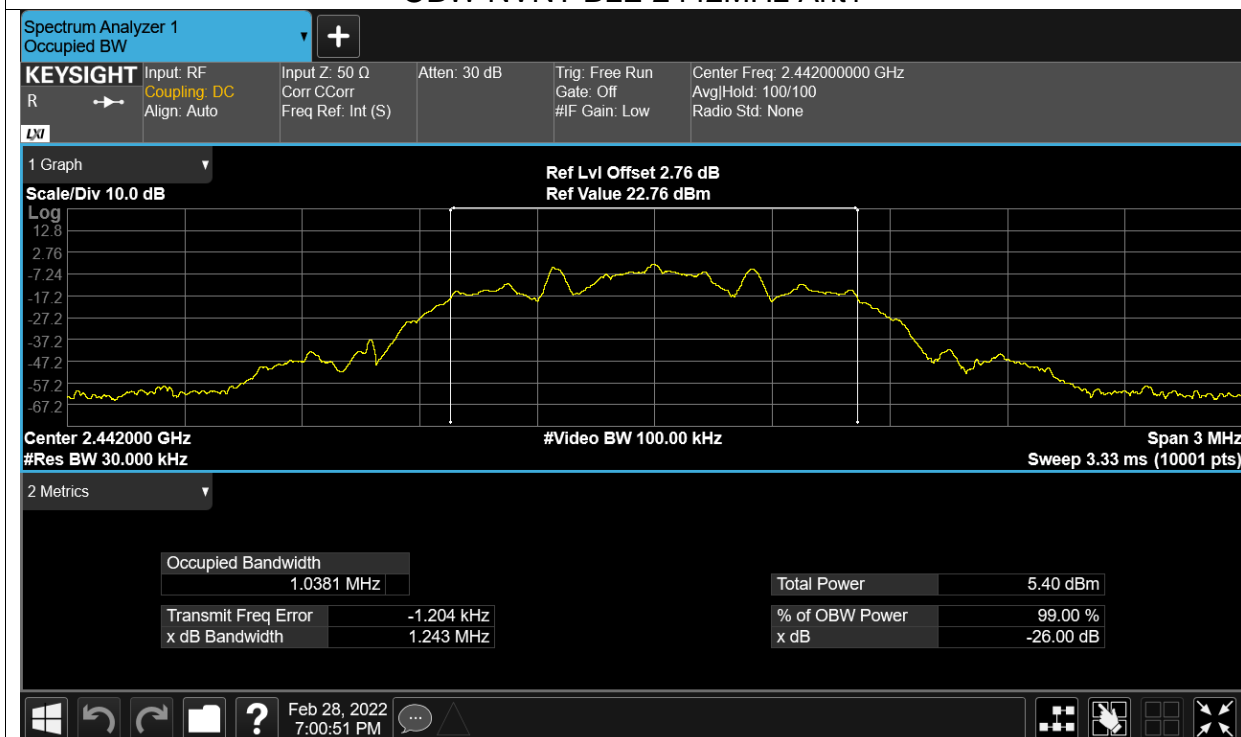 Spectrum Analyzer 1
Occupied BW
KEYSIGHT
R
LXI
Input: RF
Coupling: DC
Align: Auto
Input Z: 50 Ω
Corr CCorr
Freq Ref: Int (S)
Atten: 30 dB
Trig: Free Run
Gate: Off
#IF Gain: Low
Center Freq: 2.442000000 GHz
Avg|Hold: 100/100
Radio Std: None
1 Graph
Scale/Div 10.0 dB
Ref Lvl Offset 2.76 dB
Ref Value 22.76 dBm
Log
12.8
2.76
-7.24
-17.2
-27.2
-37.2
-47.2
-57.2
-67.2
Center 2.442000 GHz
#Video BW 100.00 kHz
Span 3 MHz
#Res BW 30.000 kHz
Sweep 3.33 ms (10001 pts)
2 Metrics
Occupied Bandwidth
1.0381 MHz
Total Power 5.40 dBm
Transmit Freq Error -1.204 kHz
% of OBW Power 99.00 %
x dB Bandwidth 1.243 MHz
x dB -26.00 dB
?
Feb 28, 2022
7:00:51 PM